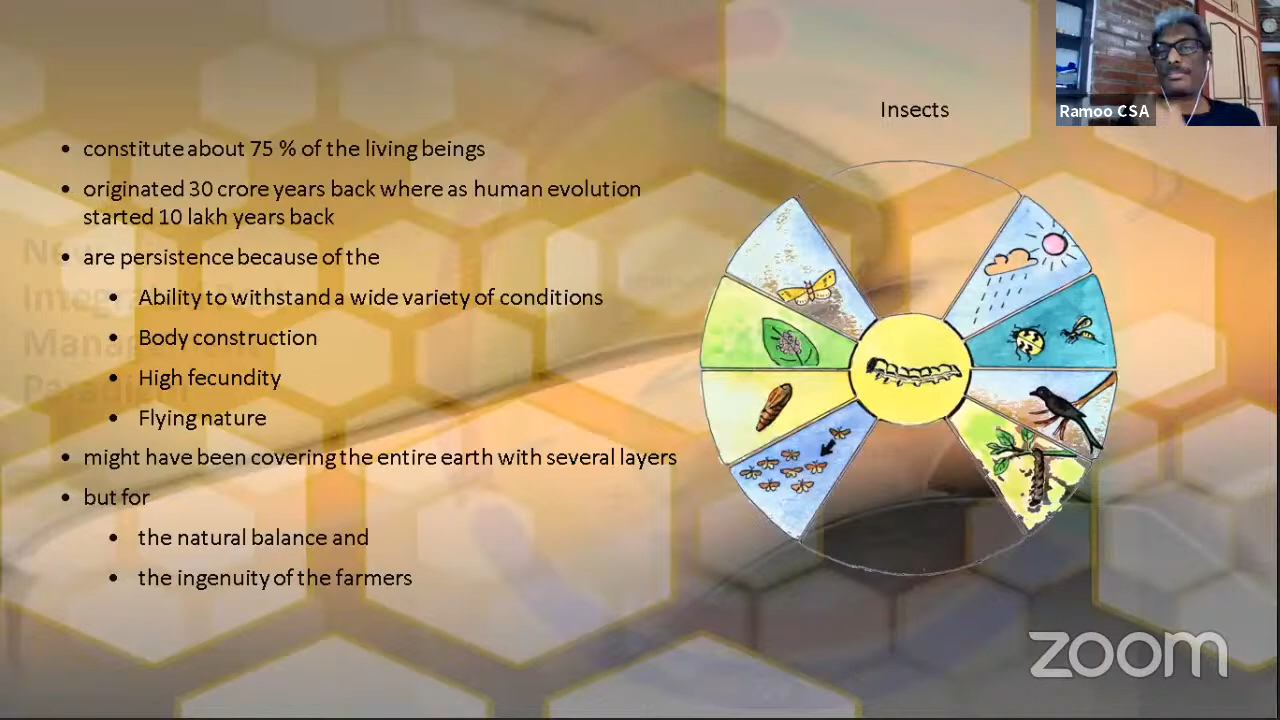 Ramoo CSA
Insects
• constitute about 75 % of the living beings
• originated 30 crore years back where as human evolution
started 10 lakh years back
• are persistence because of the
• Ability to withstand a wide variety of conditions
• Body construction
• High fecundity
• Flying nature
• might have been covering the entire earth with several layers
• but for
• the natural balance and
• the ingenuity of the farmers
zoom